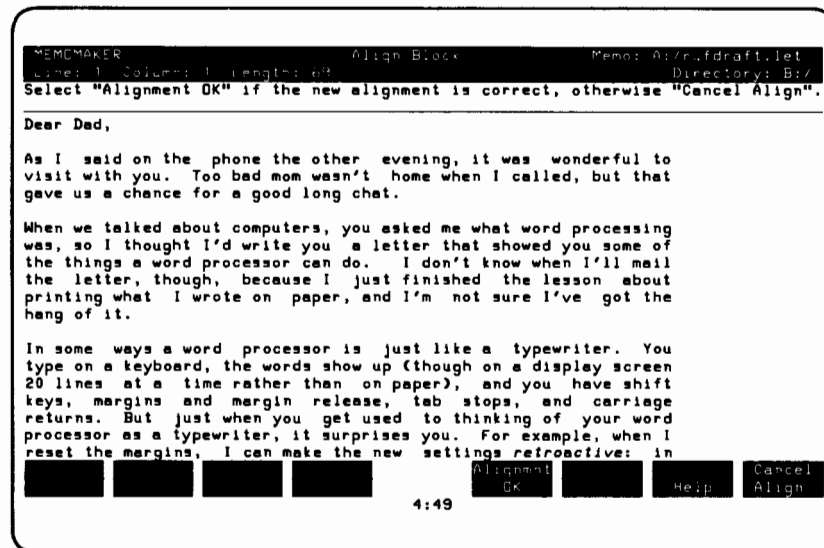 MEMOMAKER Align Block Memo: A:/rufdraft.let
Line: 1 Column: 1 Length: 69 Directory: B:/
Select "Alignment OK" if the new alignment is correct, otherwise "Cancel Align".
Dear Dad,
As I said on the phone the other evening, it was wonderful to
visit with you. Too bad mom wasn't home when I called, but that
gave us a chance for a good long chat.
When we talked about computers, you asked me what word processing
was, so I thought I'd write you a letter that showed you some of
the things a word processor can do. I don't know when I'll mail
the letter, though, because I just finished the lesson about
printing what I wrote on paper, and I'm not sure I've got the
hang of it.
In some ways a word processor is just like a typewriter. You
type on a keyboard, the words show up (though on a display screen
20 lines at a time rather than on paper), and you have shift
keys, margins and margin release, tab stops, and carriage
returns. But just when you get used to thinking of your word
processor as a typewriter, it surprises you. For example, when I
reset the margins, I can make the new settings retroactive: in
Alignmnt Cancel
OK Help Align
4:49